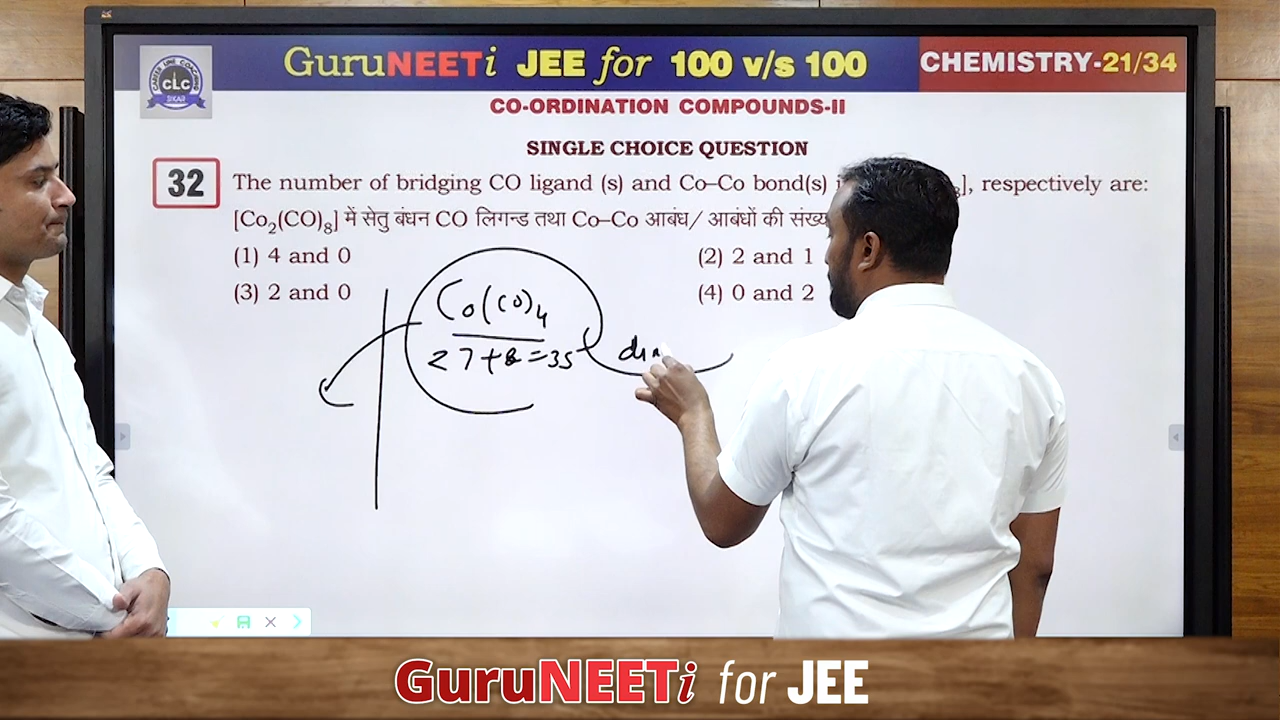 GuruNEETi JEE for 100 v/s 100
CHEMISTRY-21/34
CLC
SIKAR
CO-ORDINATION COMPOUNDS-II
SINGLE CHOICE QUESTION
32
The number of bridging CO ligand (s) and Co–Co bond(s) ], respectively are:
[Co₂(CO)₈] में सेतु बंधन CO लिगन्ड तथा Co–Co आबंध/ आबंधों की
(1) 4 and 0
(2) 2 and 1
(3) 2 and 0
(4) 0 and 2
Co(CO)₄
27+8=35
GuruNEETi for JEE